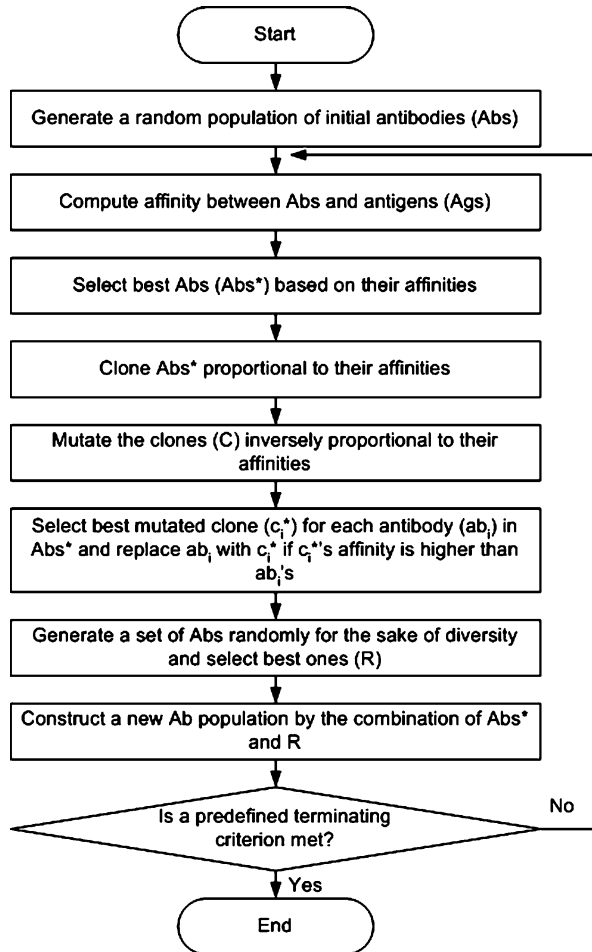 Start
Generate a random population of initial antibodies (Abs)
Compute affinity between Abs and antigens (Ags)
Select best Abs (Abs*) based on their affinities
Clone Abs* proportional to their affinities
Mutate the clones (C) inversely proportional to their
affinities
Select best mutated clone (c_i*) for each antibody (ab_i) in
Abs* and replace ab_i with c_i* if c_i*'s affinity is higher than
ab_i's
Generate a set of Abs randomly for the sake of diversity
and select best ones (R)
Construct a new Ab population by the combination of Abs*
and R
Is a predefined terminating
criterion met?
No
Yes
End